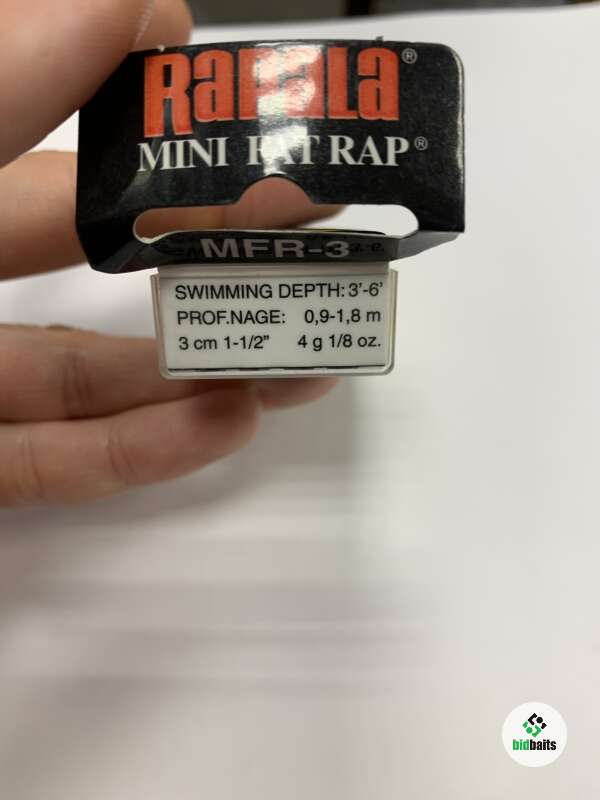 Rapala®
MINI FAT RAP®
MFR-3
SWIMMING DEPTH: 3'-6'
PROF.NAGE: 0,9-1,8 m
3 cm 1-1/2" 4 g 1/8 oz.
bidbaits